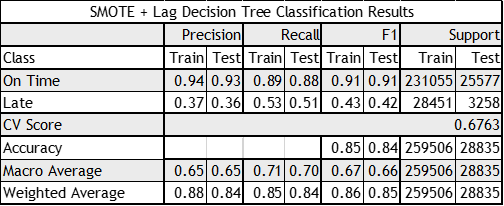 SMOTE + Lag Decision Tree Classification Results
Precision Recall F1 Support
Class Train Test Train Test Train Test Train Test
On Time 0.94 0.93 0.89 0.88 0.91 0.91 231055 25577
Late 0.37 0.36 0.53 0.51 0.43 0.42 28451 3258
CV Score 0.6763
Accuracy 0.85 0.84 259506 28835
Macro Average 0.65 0.65 0.71 0.70 0.67 0.66 259506 28835
Weighted Average 0.88 0.84 0.85 0.84 0.86 0.85 259506 28835